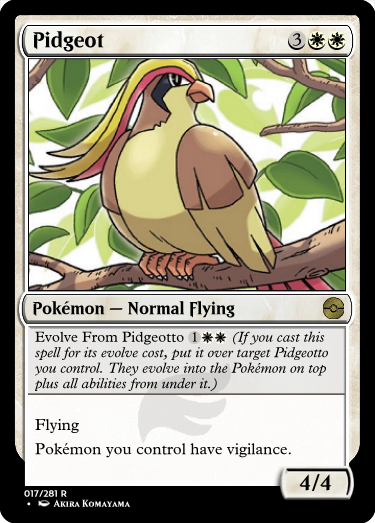 Pidgeot 3
Pokémon — Normal Flying
Evolve From Pidgeotto 1 (If you cast
this spell for its evolve cost, put it over target Pidgeotto
you control. They evolve into the Pokémon on top
plus all abilities from under it.)
Flying
Pokémon you control have vigilance.
4/4
017/281 R
• Akira Komayama